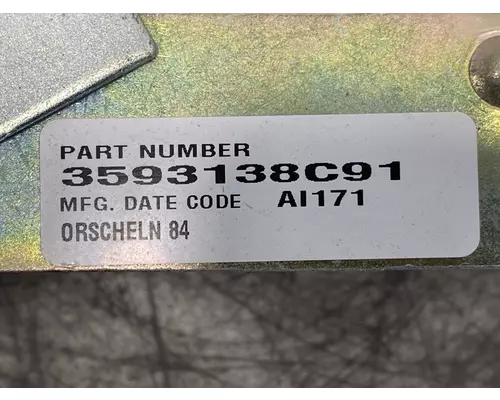 PART NUMBER
3593138C91
MFG. DATE CODE AI171
ORSCHELN 84